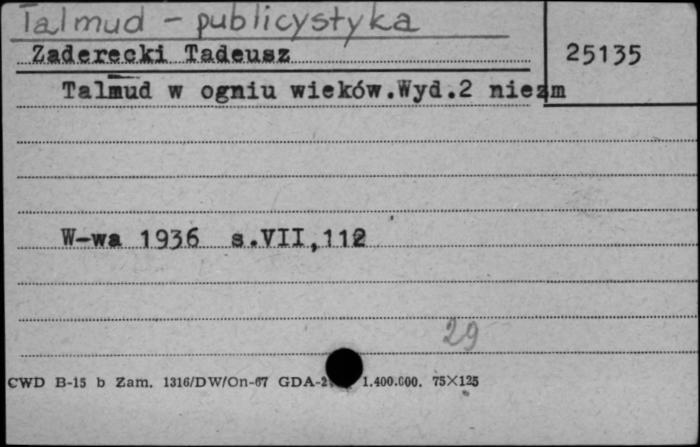 Talmud - publicystyka
Zaderecki Tadeusz
25135
Talmud w ogniu wieków.Wyd.2 niezm
W-wa 1936 s.VII,112
29
CWD B-15 b Zam. 1316/DW/On-67 GDA-2 1.400.000. 75X125